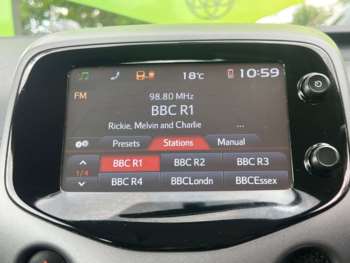 18°C 10:59
FM 98.80 MHz
BBC R1
Rickie, Melvin and Charlie ...
Presets Stations Manual
BBC R1 BBC R2 BBC R3
1/4
BBC R4 BBCLondn BBCEssex